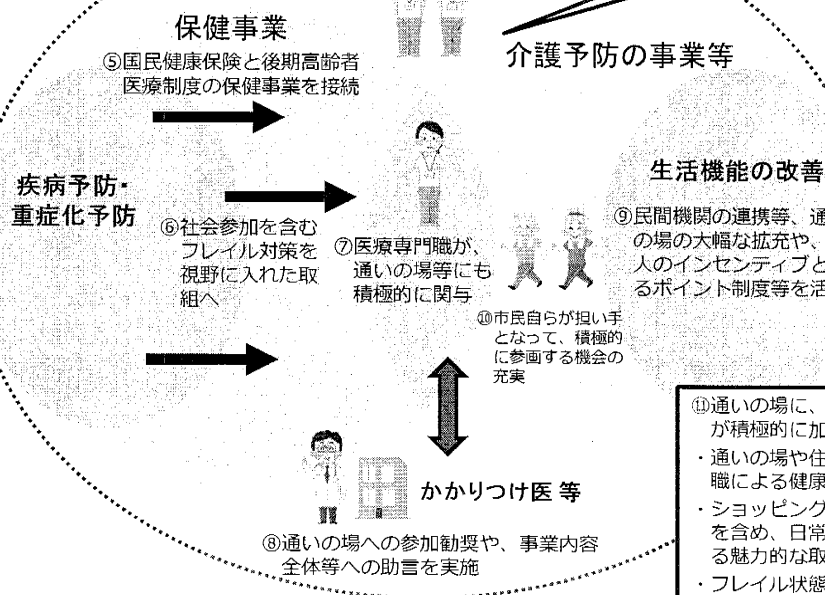 保健事業
⑤国民健康保険と後期高齢者
医療制度の保健事業を接続
介護予防の事業等
疾病予防・
重症化予防
⑥社会参加を含む
フレイル対策を
視野に入れた取
組へ
⑦医療専門職が、
通いの場等にも
積極的に関与
生活機能の改善
⑨民間機関の連携等、通
の場の大幅な拡充や、
人のインセンティブと
るポイント制度等を活
⑩市民自らが担い手
となって、積極的
に参画する機会の
充実
かかりつけ医 等
⑧通いの場への参加勧奨や、事業内容
全体等への助言を実施
⑪通いの場に、
が積極的に加
・通いの場や住
職による健康
・ショッピング
を含め、日常
る魅力的な取
・フレイル状態